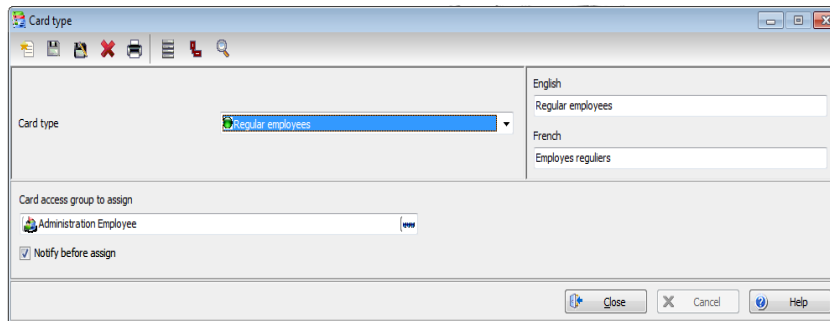 Card type
English
Regular employees
Card type
Regular employees
French
Employes reguliers
Card access group to assign
Administration Employee
Notify before assign
Close
Cancel
Help